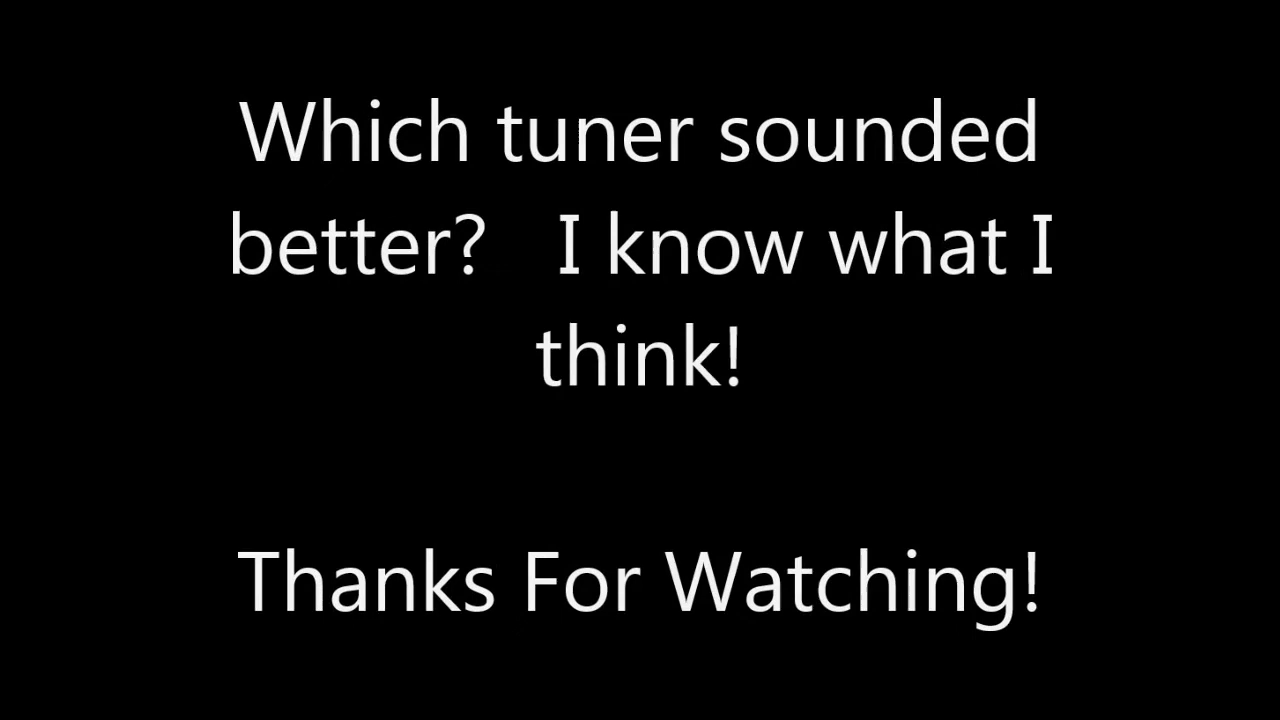 Which tuner sounded
better?   I know what I
think!
Thanks For Watching!